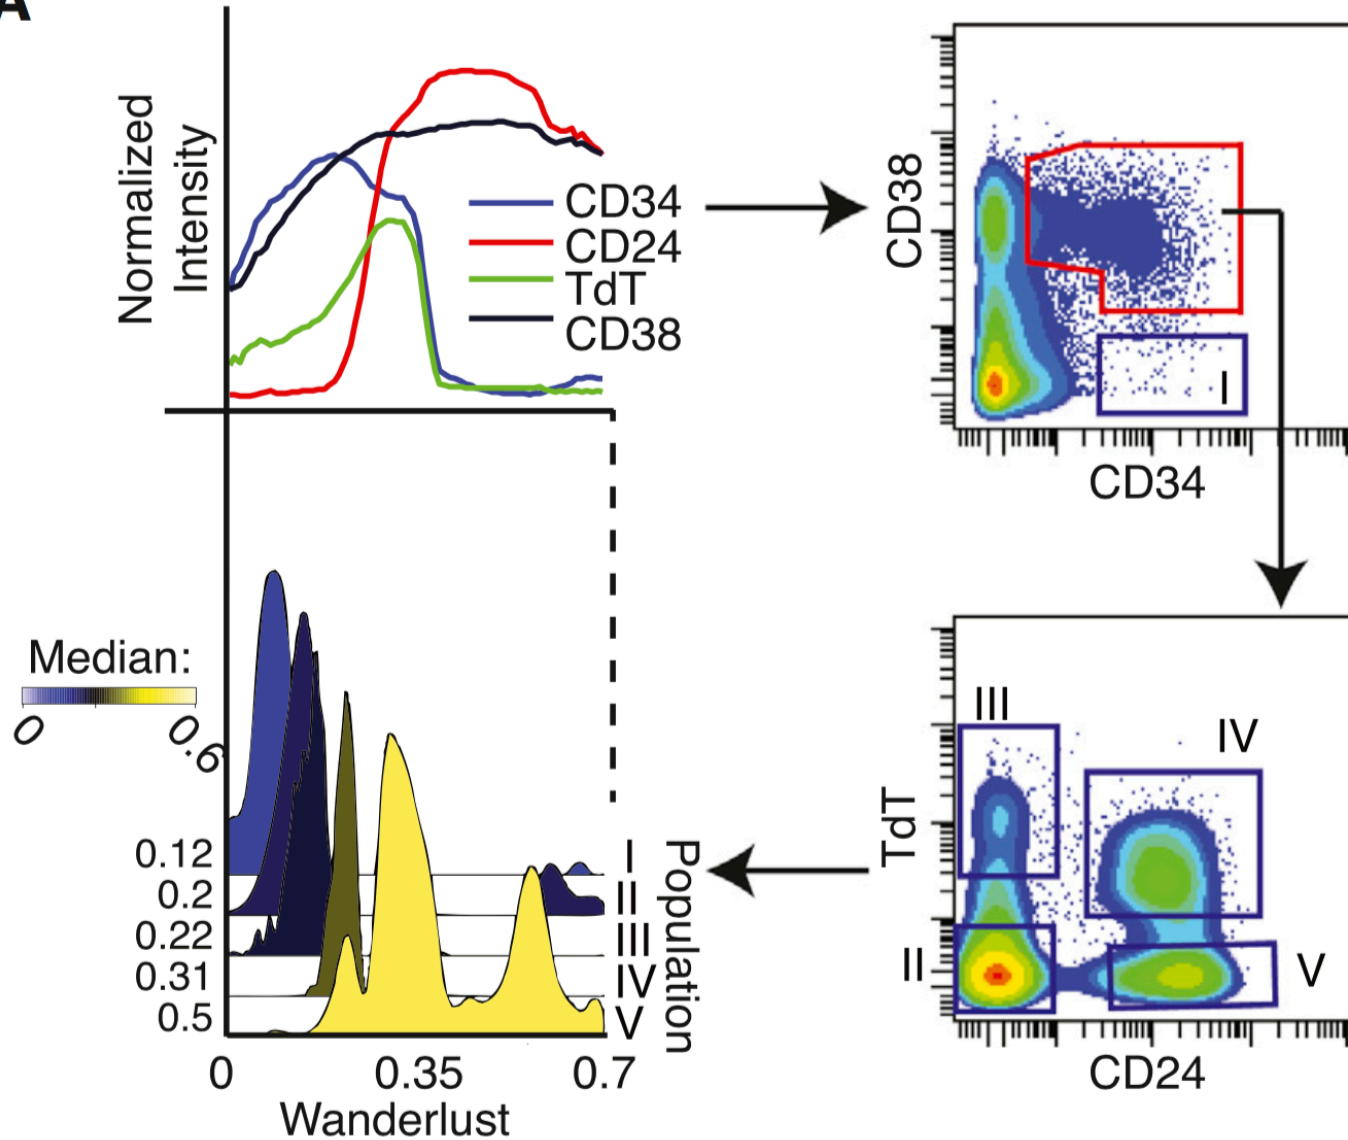 A
Normalized
Intensity
CD34
CD24
TdT
CD38
CD38
I
CD34
Median:
0
0.6
0.12
0.2
0.22
0.31
0.5
I
II
III
IV
V
Population
0
0.35
0.7
Wanderlust
III
IV
TdT
II
V
CD24